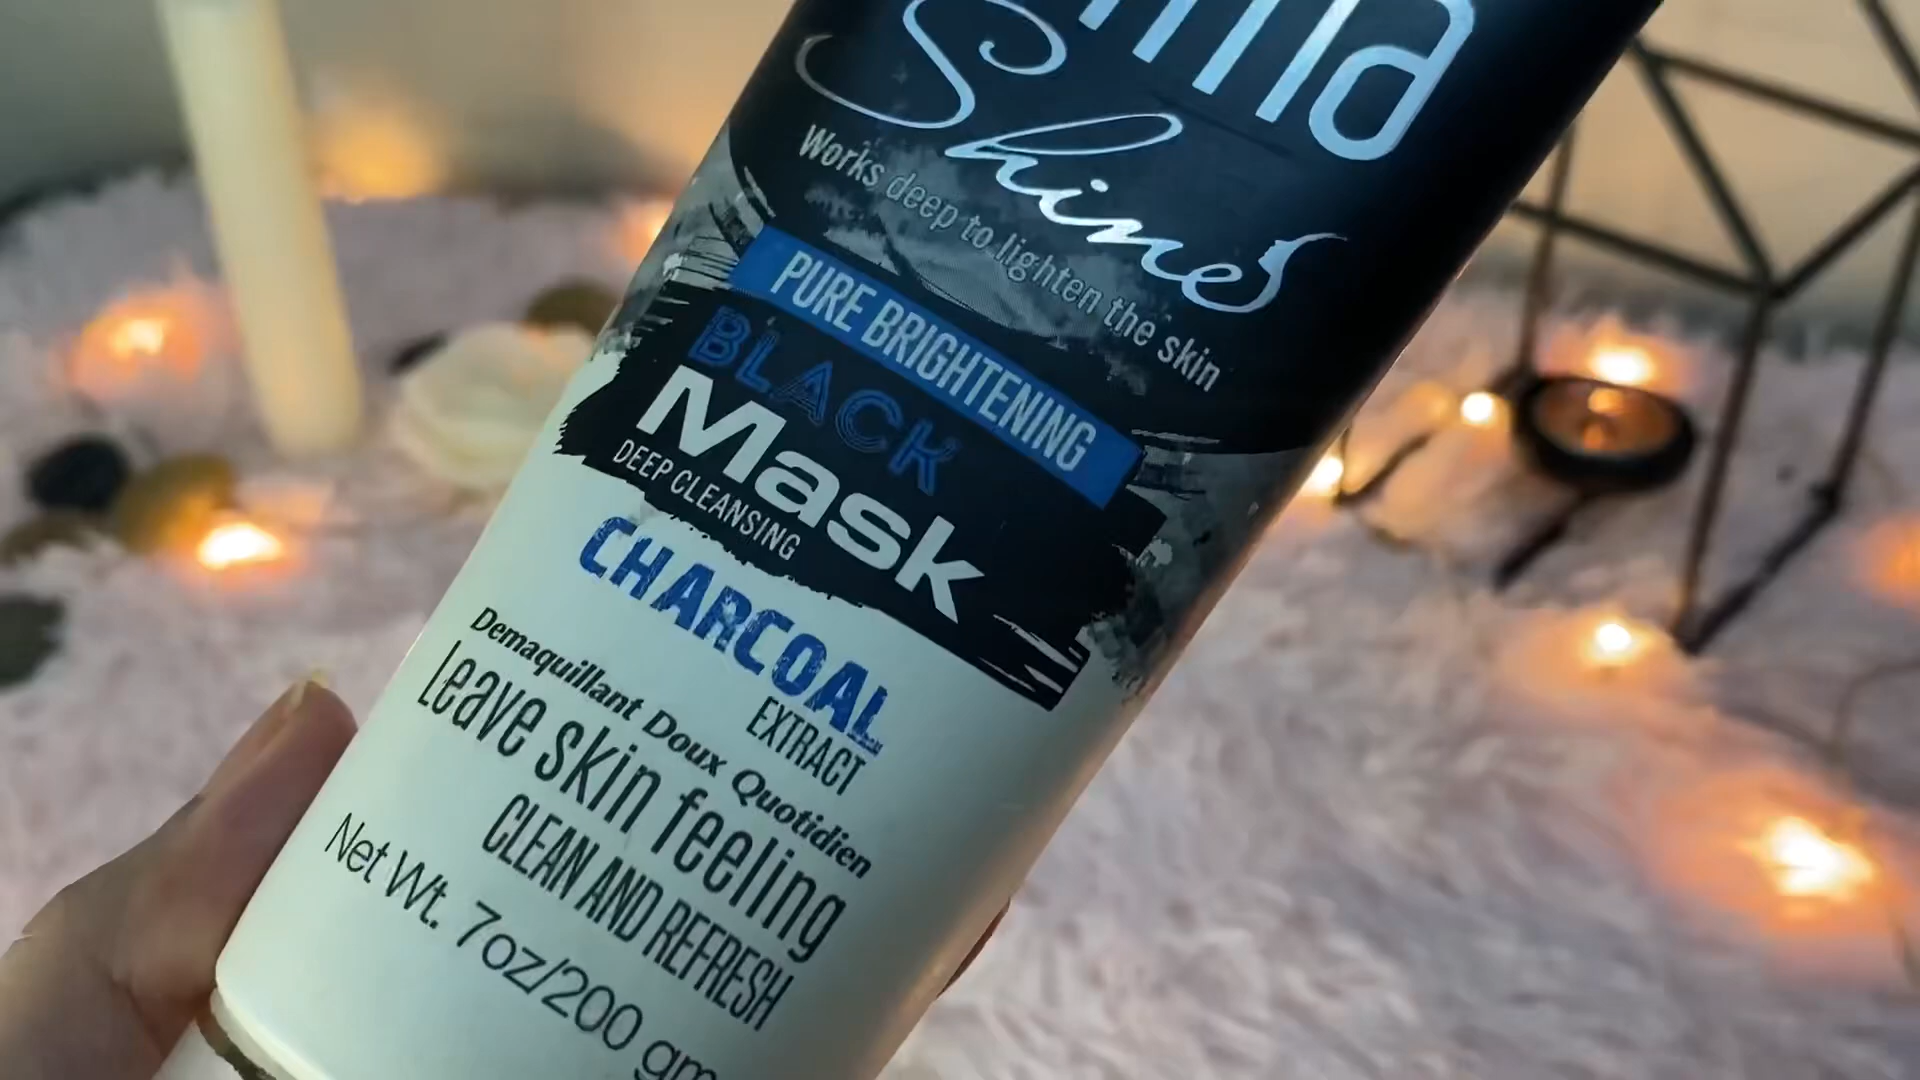 Shine
Works deep to lighten the skin
PURE BRIGHTENING
BLACK
Mask
DEEP CLEANSING
CHARCOAL
EXTRACT
Demaquillant Doux Quotidien
Leave skin feeling
CLEAN AND REFRESH
Net Wt. 7oz/200 gm